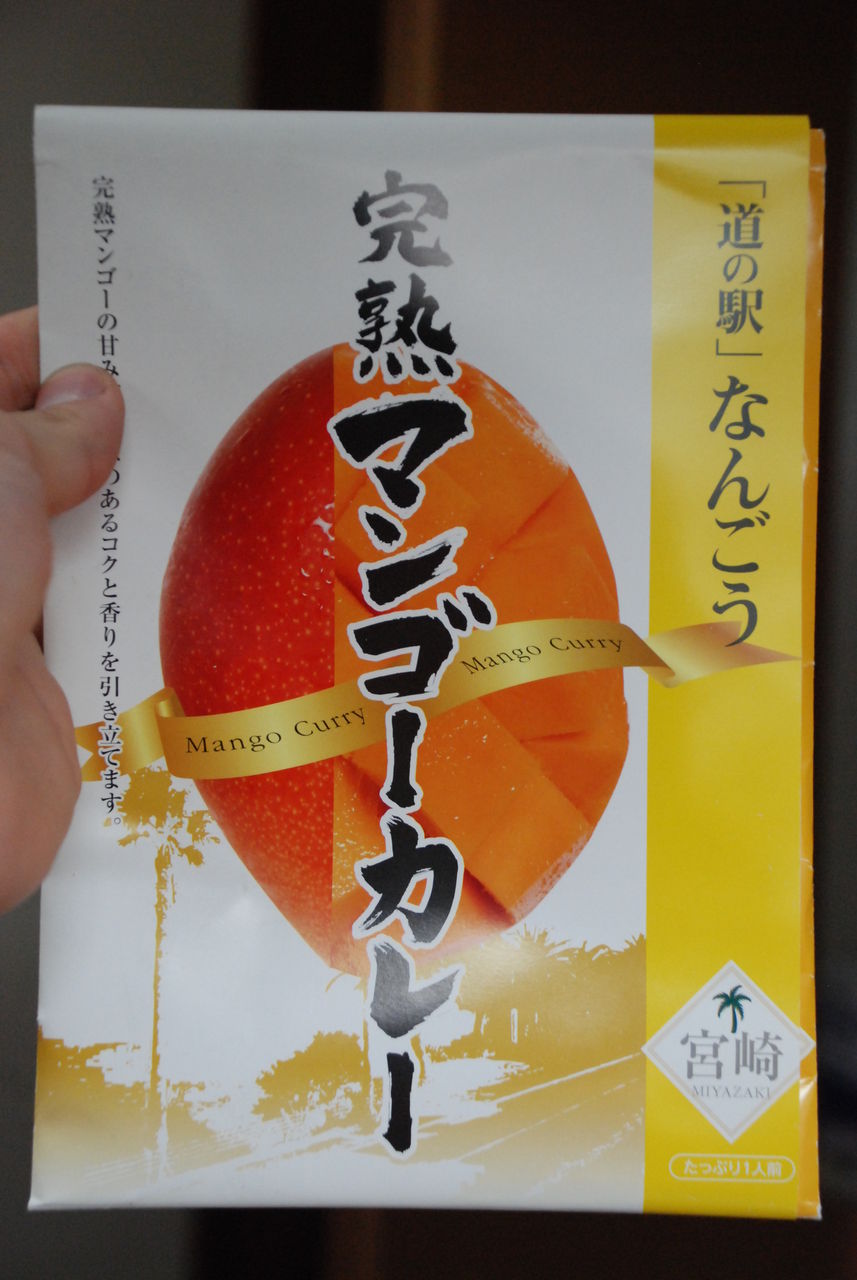 「道の駅」なんごう
完熟マンゴーカレー
Mango Curry
Mango Curry
完熟マンゴーの甘み
のあるコクと香りを引き立てます。
宮崎
MIYAZAKI
たっぷり1人前